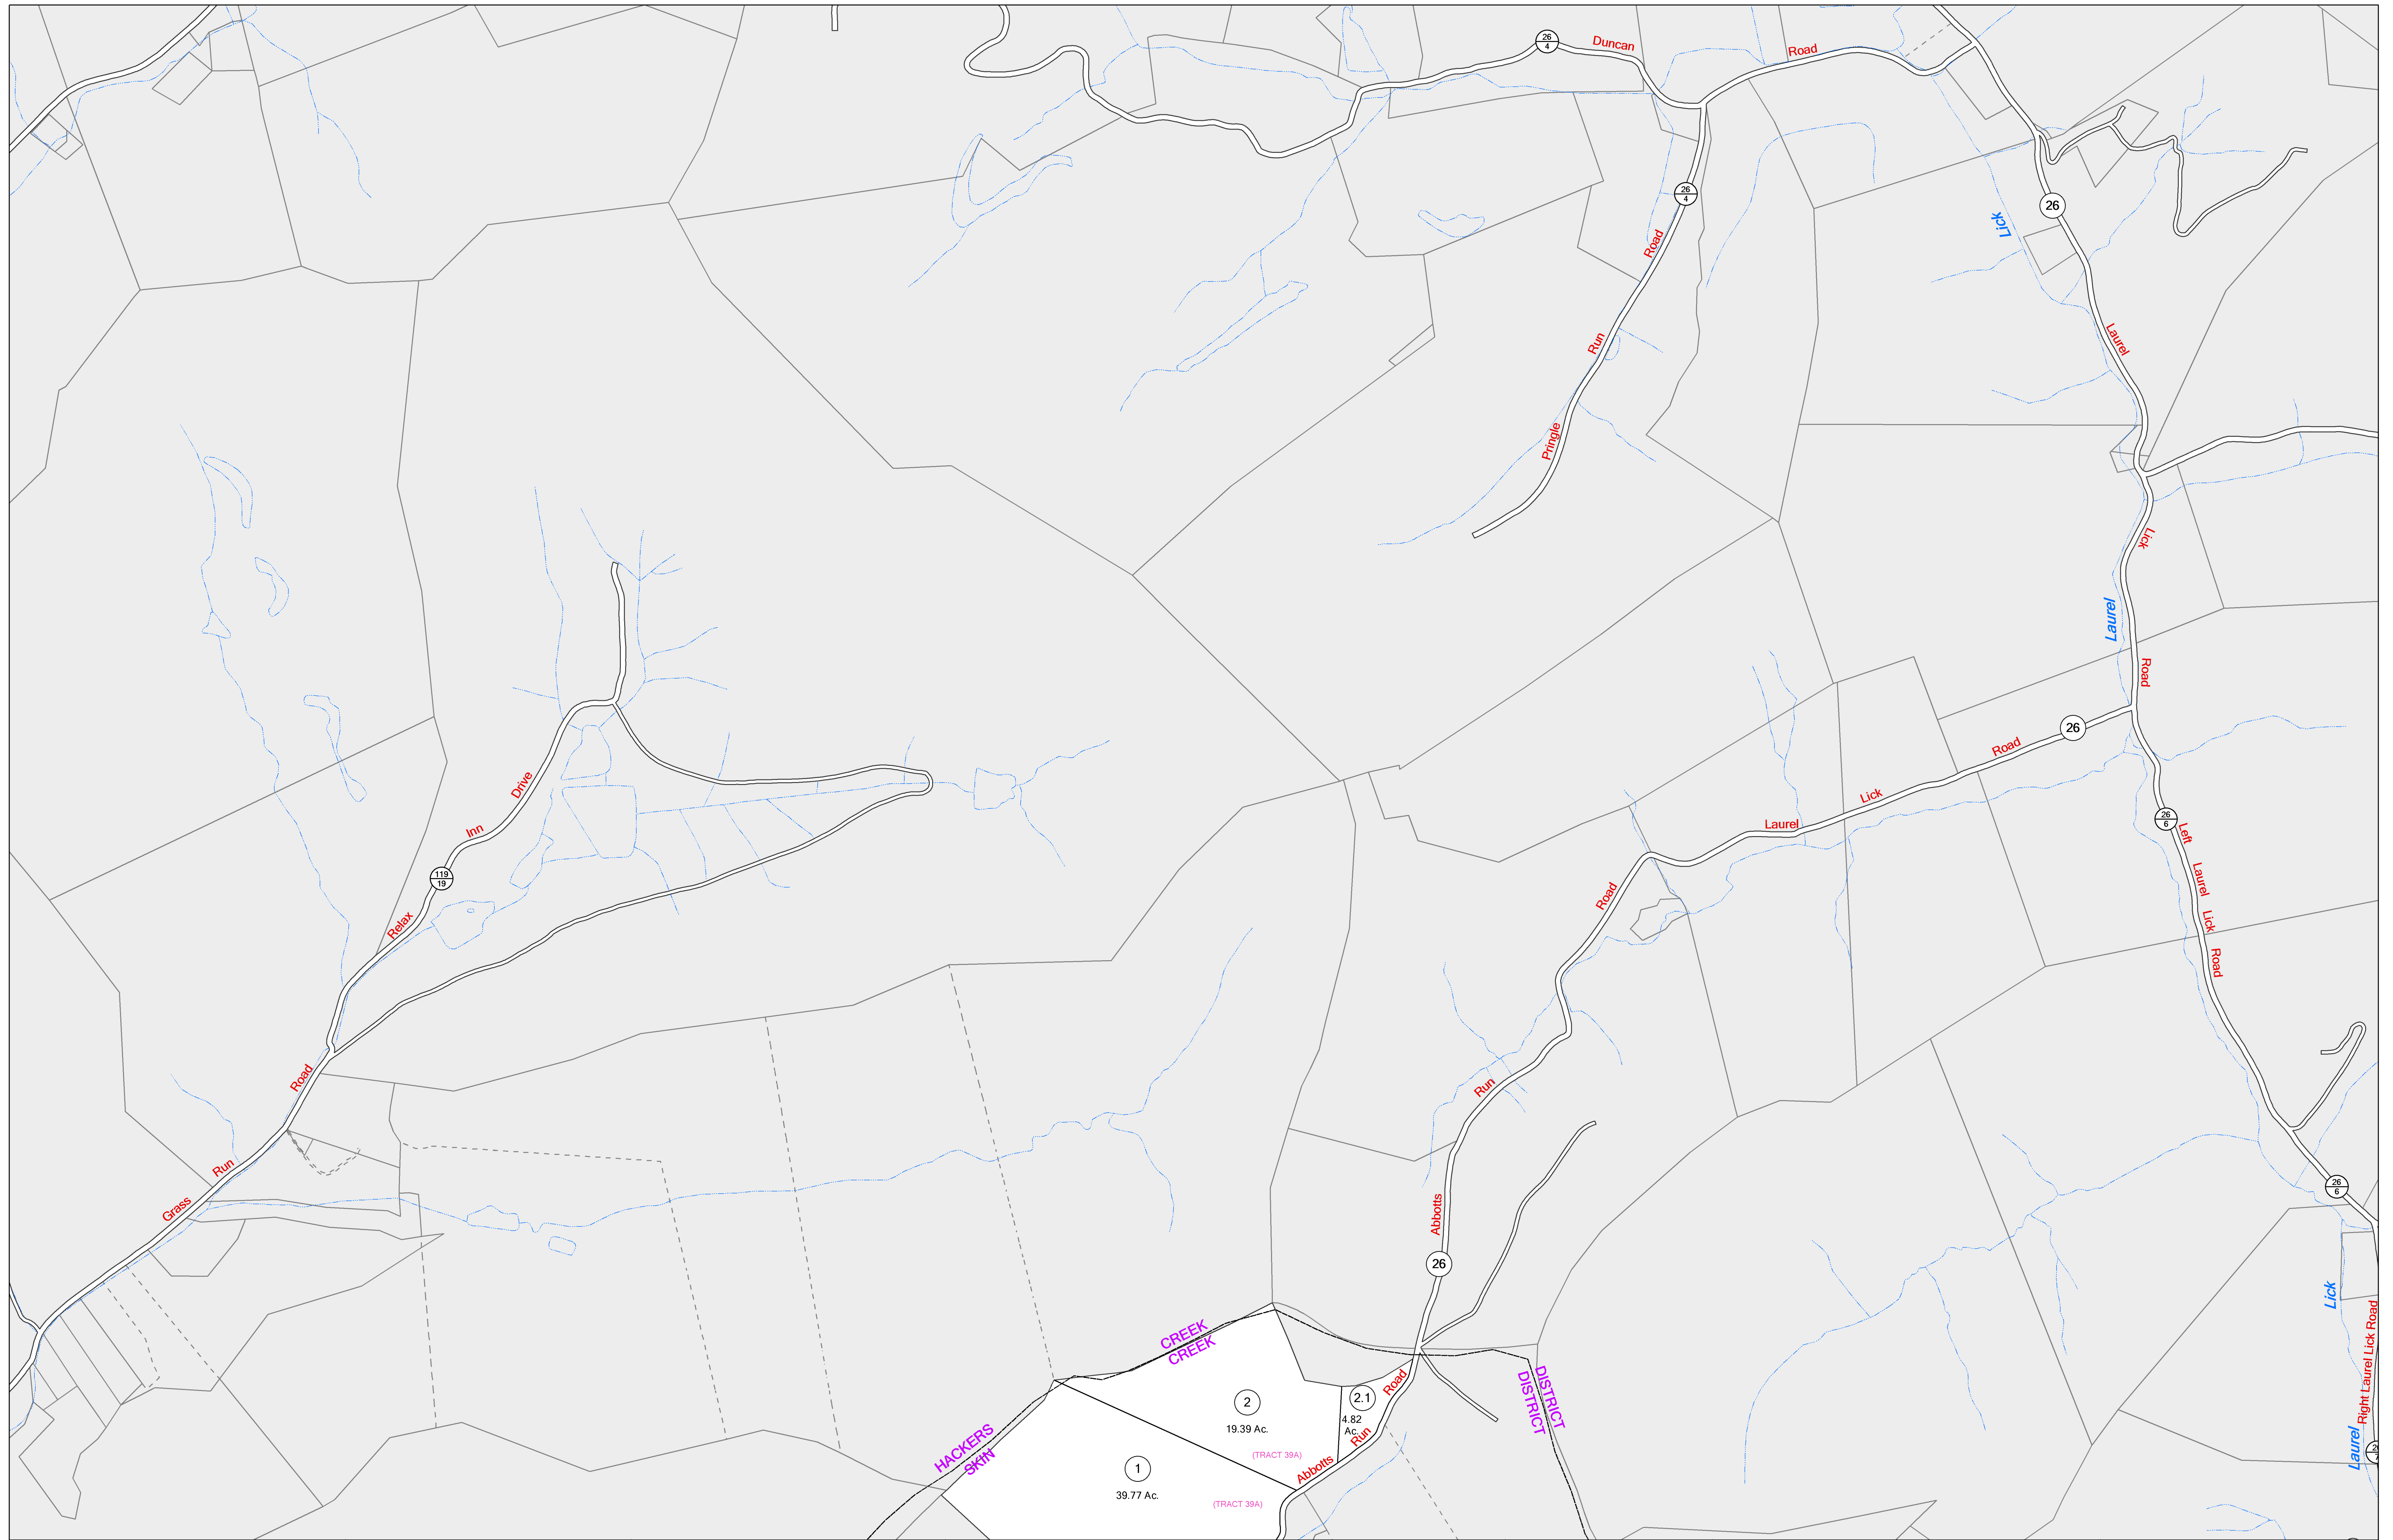 26
4
Duncan
Road
26
4
Road
Run
Pringle
Lick
26
Laurel
Lick
Laurel
Road
26
Road
Lick
Laurel
Road
26
6
Left
Laurel
Lick
Road
Drive
Inn
119
19
Relax
Road
Run
Grass
Run
Abbotts
26
26
6
Lick
Right Laurel Lick Road
Laurel
CREEK
CREEK
HACKERS
SKIN
DISTRICT
DISTRICT
2
19.39 Ac.
(TRACT 39A)
2.1
4.82
Ac.
Road
Run
Abbotts
1
39.77 Ac.
(TRACT 39A)